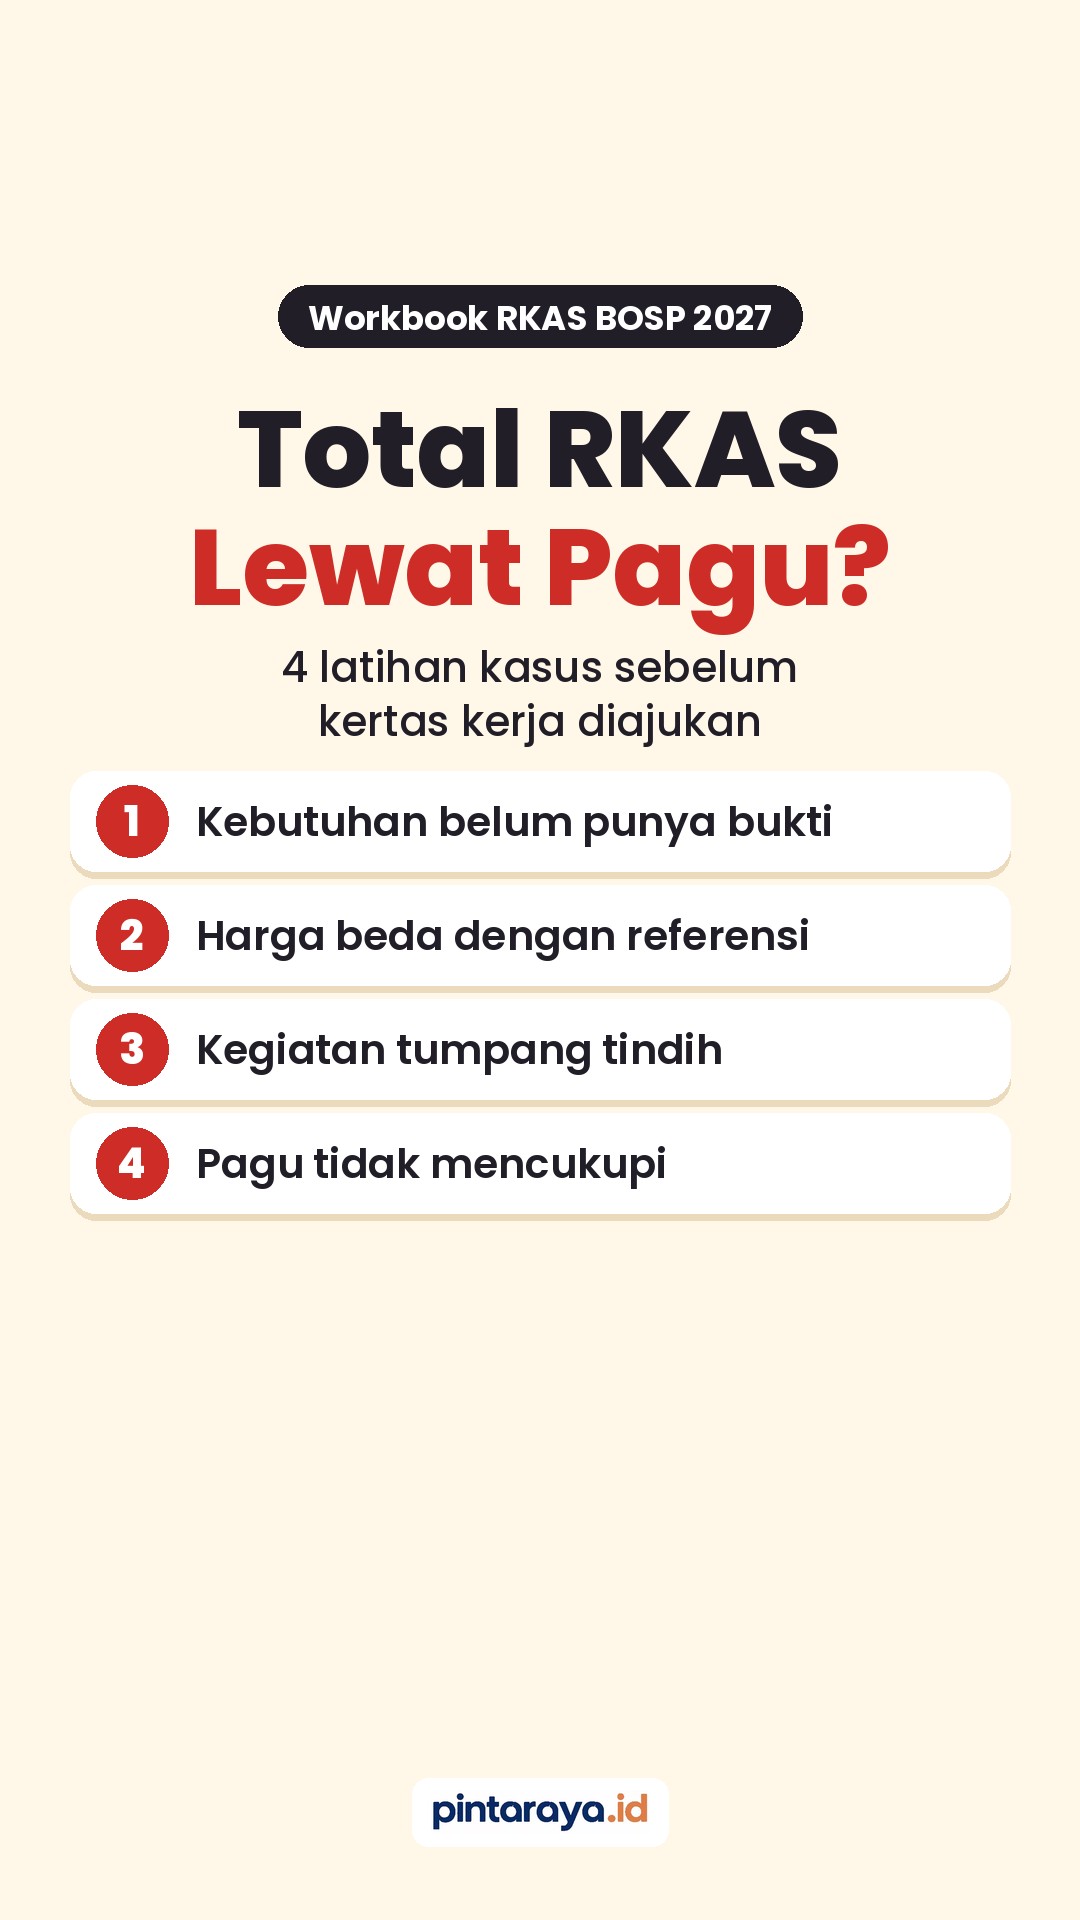 Workbook RKAS BOSP 2027
Total RKAS
Lewat Pagu?
4 latihan kasus sebelum
kertas kerja diajukan
1 Kebutuhan belum punya bukti
2 Harga beda dengan referensi
3 Kegiatan tumpang tindih
4 Pagu tidak mencukupi
pintaraya.id